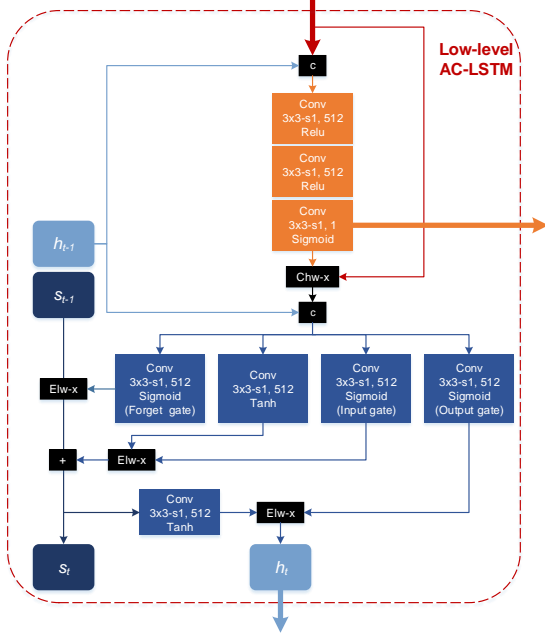 Low-level
AC-LSTM
c
Conv
3x3-s1, 512
Relu
Conv
3x3-s1, 512
Relu
Conv
3x3-s1, 1
Sigmoid
h_{t-1}
Chw-x
s_{t-1}
c
Conv
3x3-s1, 512
Sigmoid
(Forget gate)
Conv
3x3-s1, 512
Tanh
Conv
3x3-s1, 512
Sigmoid
(Input gate)
Conv
3x3-s1, 512
Sigmoid
(Output gate)
Elw-x
+
Elw-x
Conv
3x3-s1, 512
Tanh
Elw-x
s_t
h_t